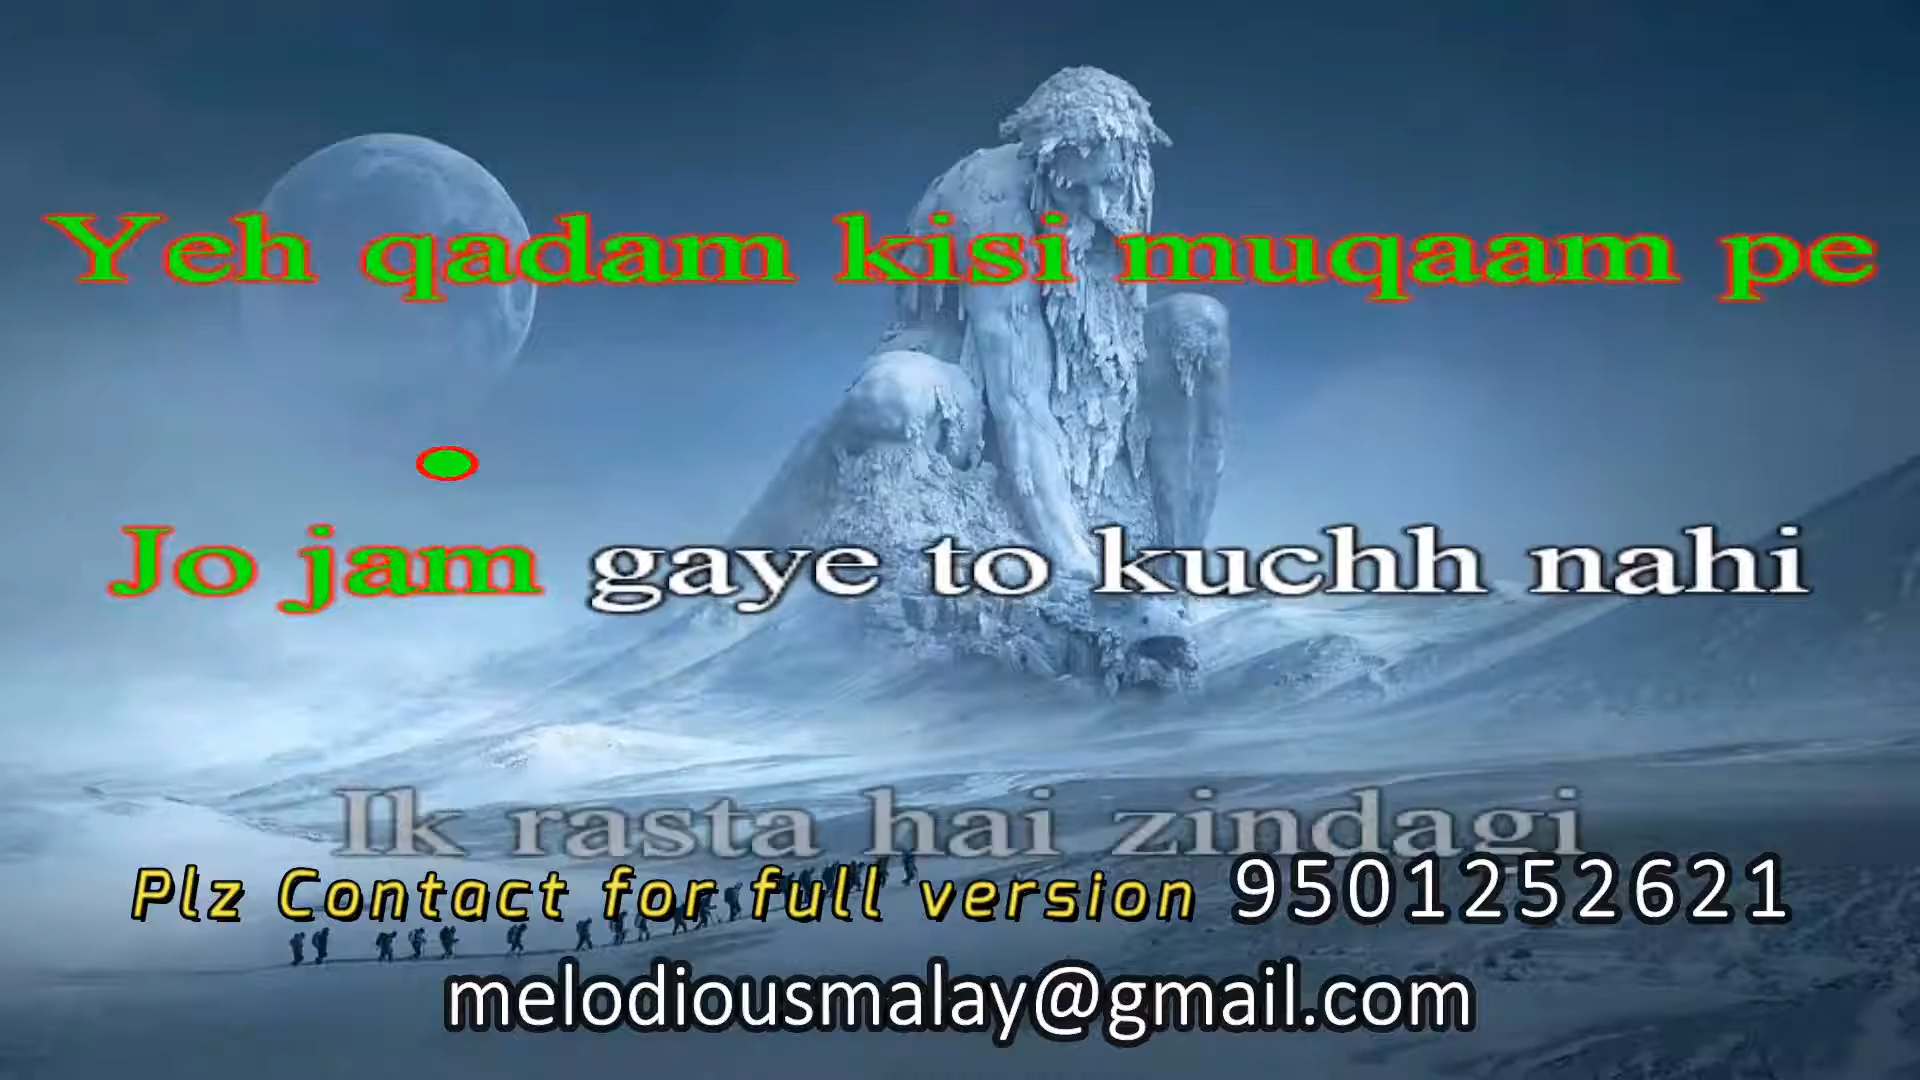 Yeh qadam kisi muqaam pe
Jo jam gaye to kuchh nahi
Ik rasta hai zindagi
Plz Contact for full version 9501252621
melodiousmalay@gmail.com